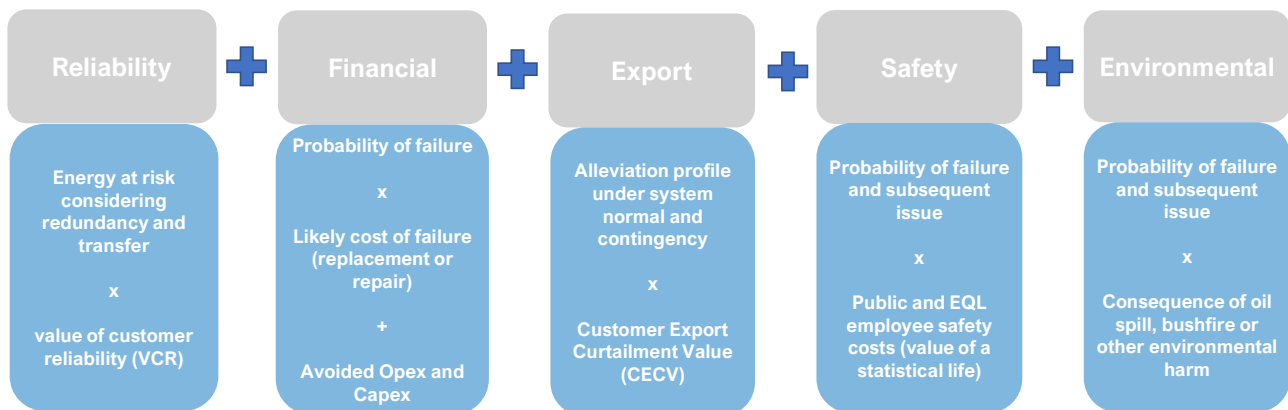 Reliability
Energy at risk
considering
redundancy and
transfer
x
value of customer
reliability (VCR)
Financial
Probability of failure
x
Likely cost of failure
(replacement or
repair)
+
Avoided Opex and
Capex
Export
Alleviation profile
under system
normal and
contingency
x
Customer Export
Curtailment Value
(CECV)
Safety
Probability of failure
and subsequent
issue
x
Public and EQL
employee safety
costs (value of a
statistical life)
Environmental
Probability of failure
and subsequent
issue
x
Consequence of oil
spill, bushfire or
other environmental
harm